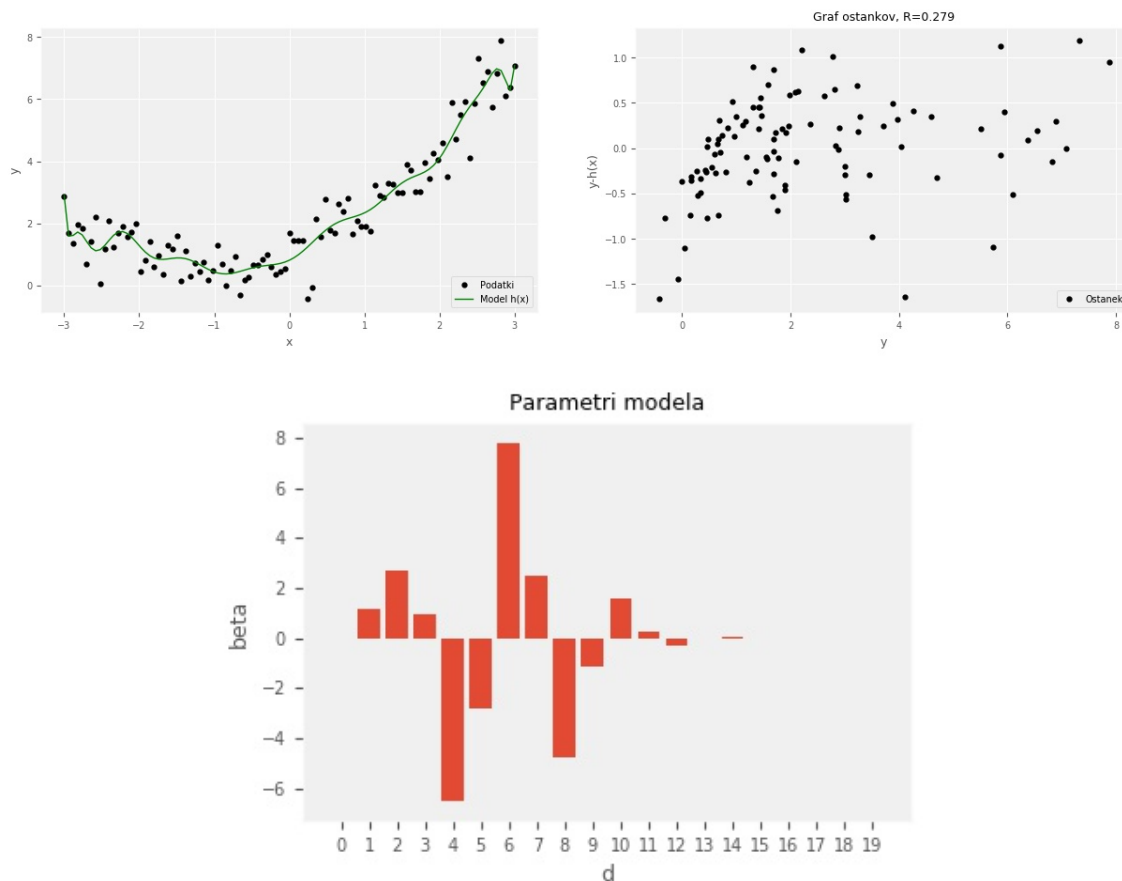 8
6
4
2
0
y
−3
−2
−1
0
1
2
3
x
Podatki
Model h(x)
Graf ostankov, R=0.279
1.0
0.5
0.0
−0.5
−1.0
−1.5
y-h(x)
0
2
4
6
8
y
Ostanek
Parametri modela
8
6
4
2
0
−2
−4
−6
beta
0 1 2 3 4 5 6 7 8 9 10 11 12 13 14 15 16 17 18 19
d